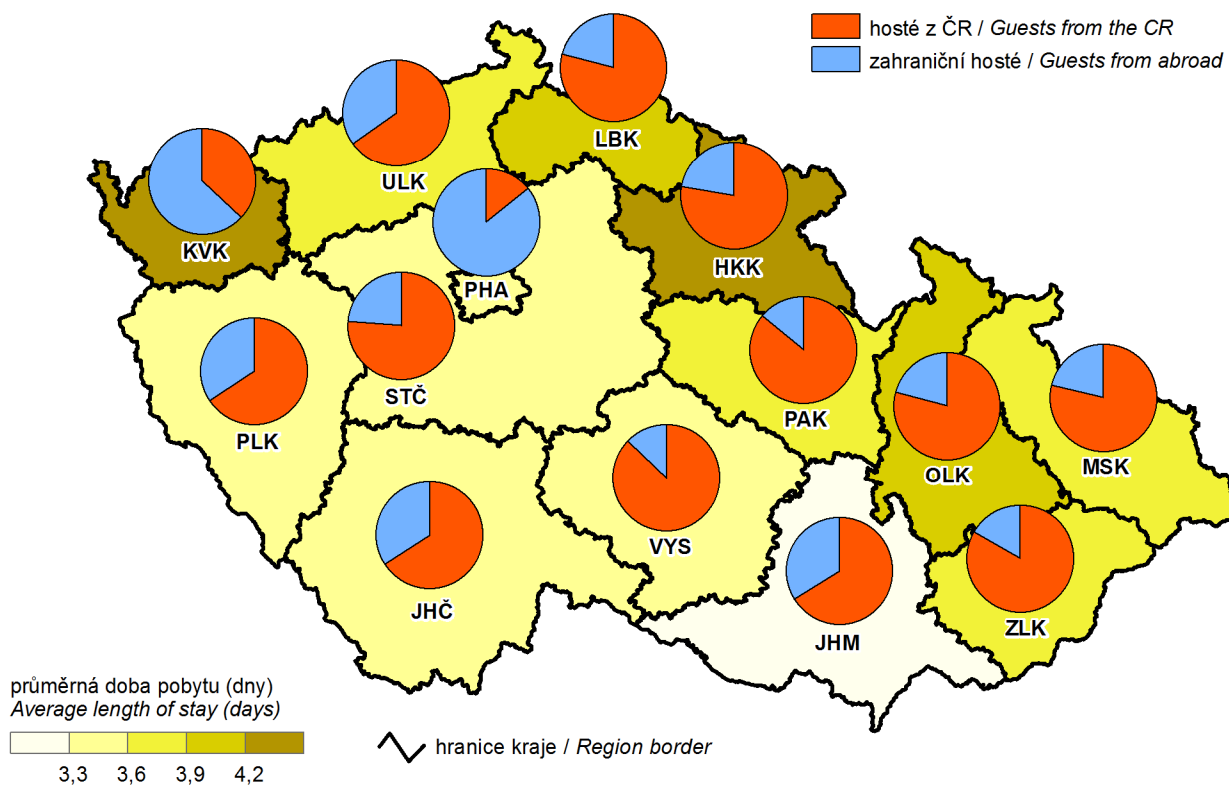 hosté z ČR / Guests from the CR
zahraniční hosté / Guests from abroad
LBK
ULK
KVK
HKK
PHA
STČ
PAK
PLK
OLK
MSK
VYS
JHČ
ZLK
JHM
průměrná doba pobytu (dny)
Average length of stay (days)
3,3 3,6 3,9 4,2
hranice kraje / Region border